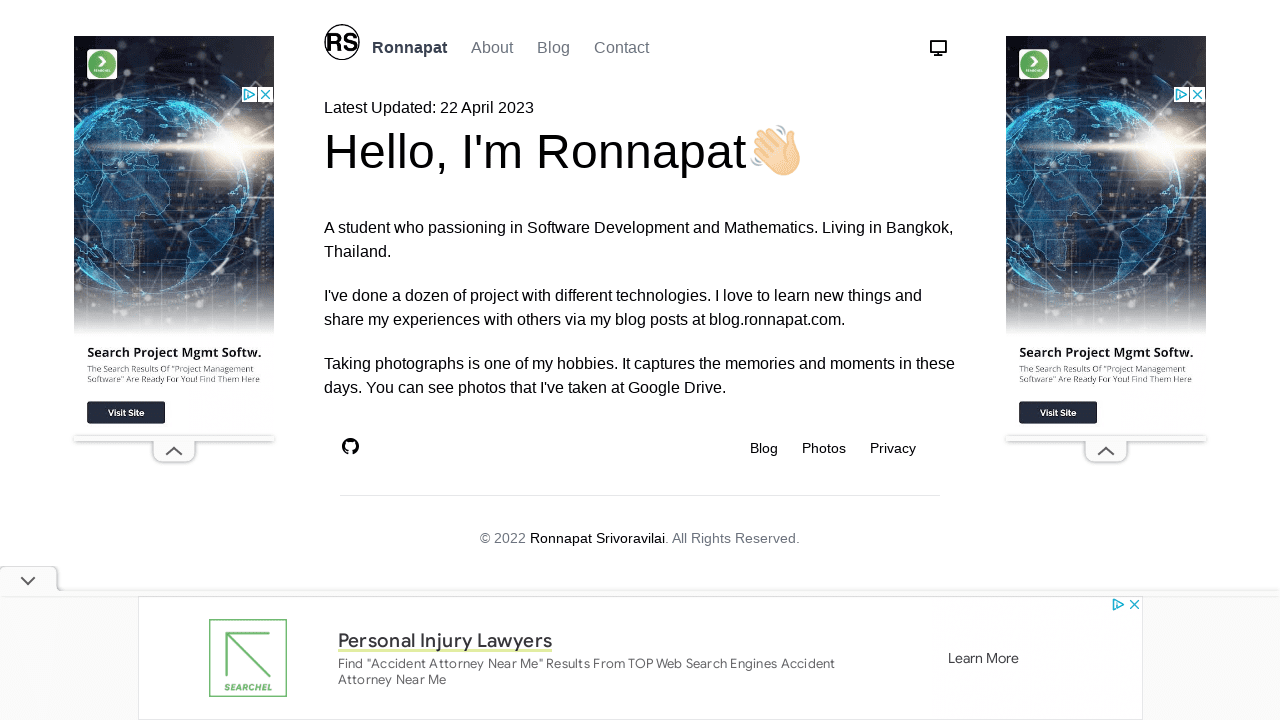 RS
Ronnapat
About
Blog
Contact
Latest Updated: 22 April 2023
Hello, I'm Ronnapat
A student who passioning in Software Development and Mathematics. Living in Bangkok,
Thailand.
I've done a dozen of project with different technologies. I love to learn new things and
share my experiences with others via my blog posts at blog.ronnapat.com.
Taking photographs is one of my hobbies. It captures the memories and moments in these
days. You can see photos that I've taken at Google Drive.
Blog
Photos
Privacy
© 2022 Ronnapat Srivoravilai. All Rights Reserved.
SEARCHEL
Search Project Mgmt Softw.
The Search Results Of "Project Management
Software" Are Ready For You! Find Them Here
Visit Site
SEARCHEL
Search Project Mgmt Softw.
The Search Results Of "Project Management
Software" Are Ready For You! Find Them Here
Visit Site
SEARCHEL
Personal Injury Lawyers
Find "Accident Attorney Near Me" Results From TOP Web Search Engines Accident
Attorney Near Me
Learn More